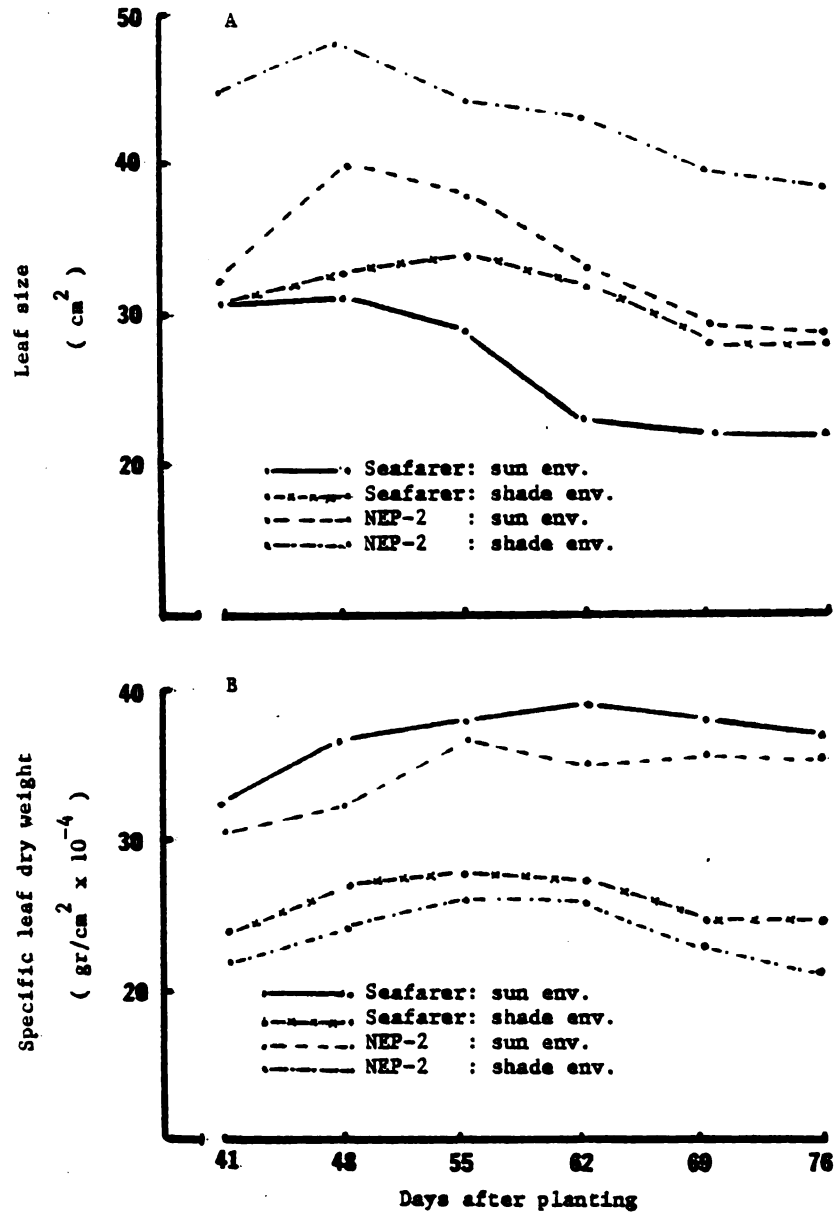 A
50
40
30
20
Leaf size
( cm2 )
Seafarer: sun env.
Seafarer: shade env.
NEP-2 : sun env.
NEP-2 : shade env.
B
40
30
20
Specific leaf dry weight
( gr/cm2 x 10-4 )
Seafarer: sun env.
Seafarer: shade env.
NEP-2 : sun env.
NEP-2 : shade env.
41 48 55 62 69 76
Days after planting